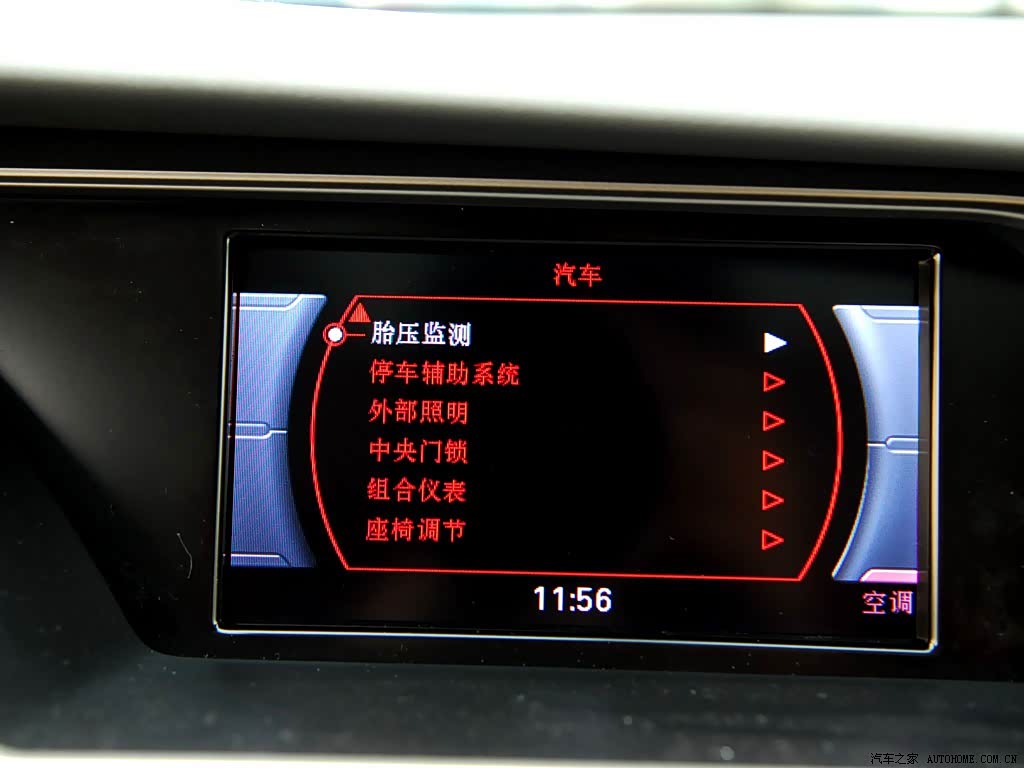 汽车
胎压监测
停车辅助系统
外部照明
中央门锁
组合仪表
座椅调节
11:56
空调
汽车之家 AUTOHOME.COM.CN